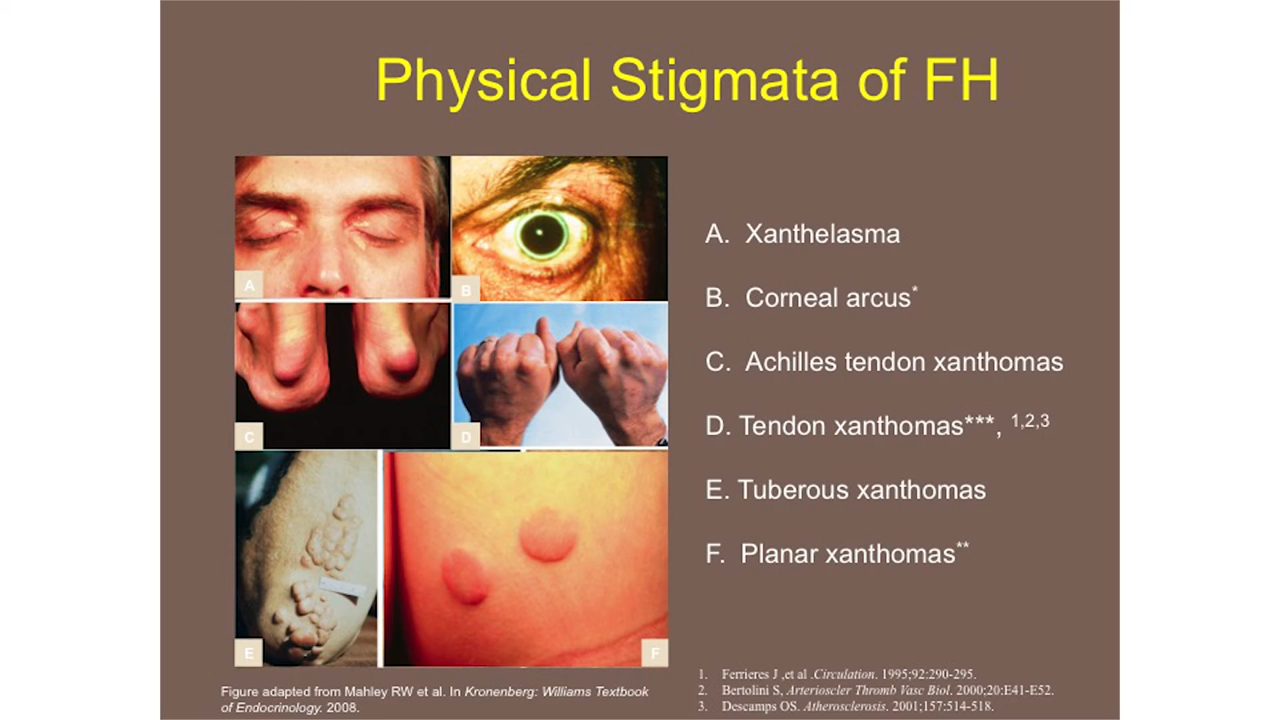 Physical Stigmata of FH
A
B
C
D
E
F
A. Xanthelasma
B. Corneal arcus*
C. Achilles tendon xanthomas
D. Tendon xanthomas***, 1,2,3
E. Tuberous xanthomas
F. Planar xanthomas**
Figure adapted from Mahley RW et al. In Kronenberg: Williams Textbook
of Endocrinology. 2008.
1. Ferrieres J ,et al .Circulation. 1995;92:290-295.
2. Bertolini S, Arterioscler Thromb Vasc Biol. 2000;20:E41-E52.
3. Descamps OS. Atherosclerosis. 2001;157:514-518.